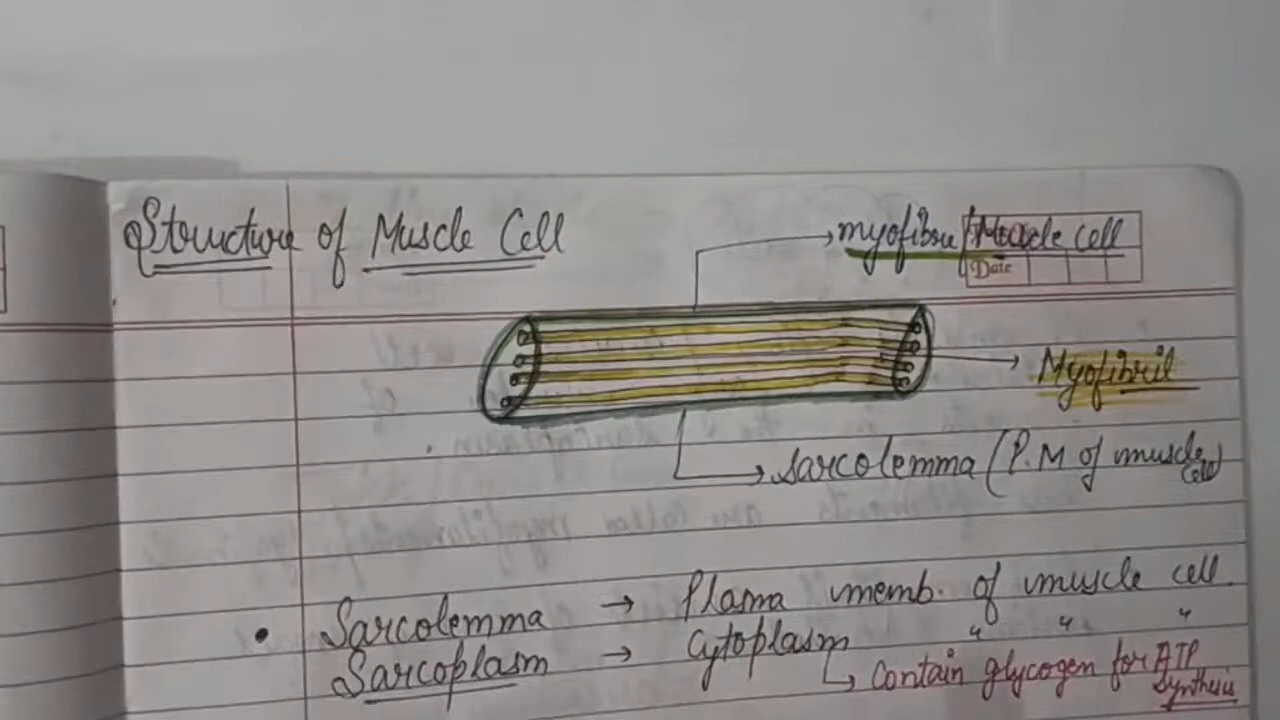 Structure of Muscle Cell
myofibre/Muscle cell
Date
Myofibril
Sarcolemma (P.M of muscle cell)
• Sarcolemma → Plama memb. of muscle cell
Sarcoplasm → Cytoplasm " " "
↳ Contain glycogen for ATP
Synthesis